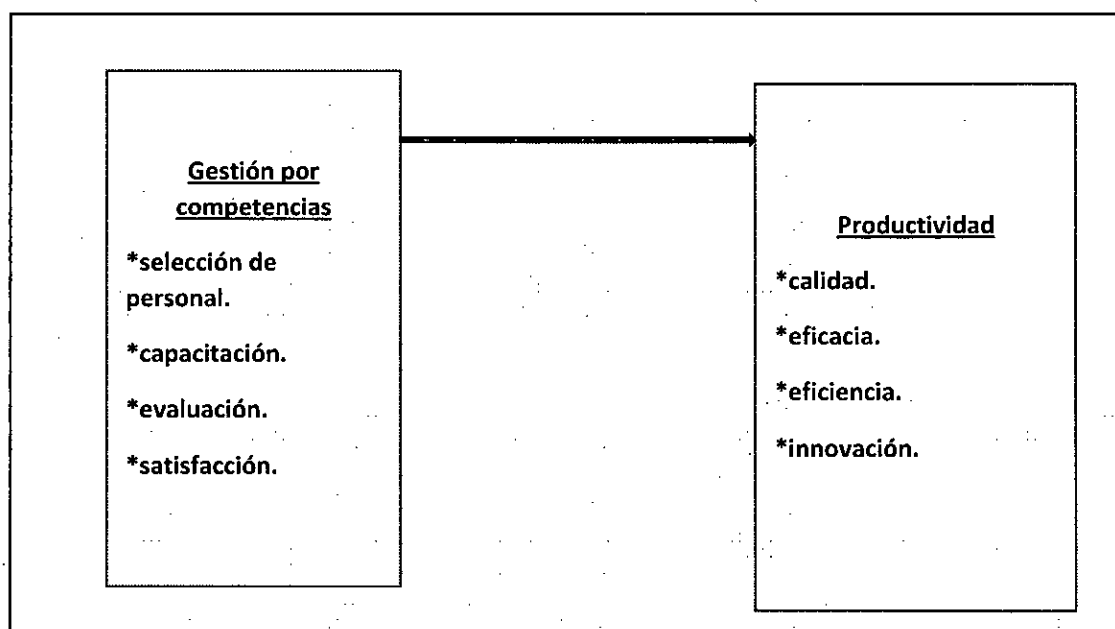 Gestión por
competencias
*selección de
personal.
*capacitación.
*evaluación.
*satisfacción.
Productividad
*calidad.
*eficacia.
*eficiencia.
*innovación.